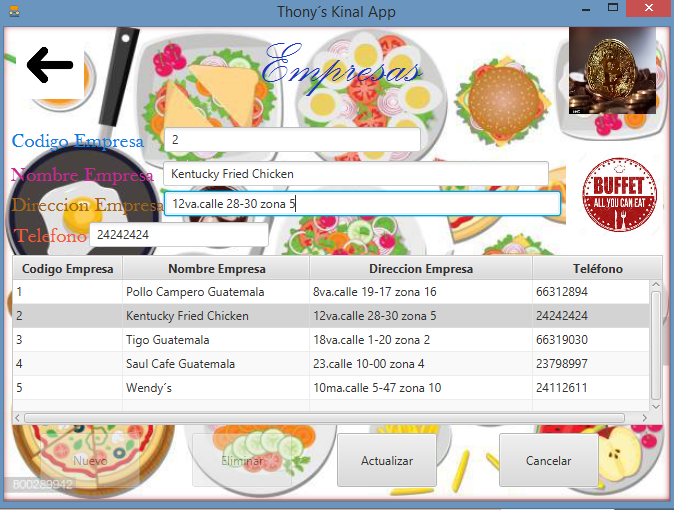 Thony´s Kinal App
Empresas
Codigo Empresa 2
Nombre Empresa Kentucky Fried Chicken
BUFFET
ALL YOU CAN EAT
Direccion Empresa 12va.calle 28-30 zona 5
Telefono 24242424
Codigo Empresa Nombre Empresa Direccion Empresa Teléfono
1 Pollo Campero Guatemala 8va.calle 19-17 zona 16 66312894
2 Kentucky Fried Chicken 12va.calle 28-30 zona 5 24242424
3 Tigo Guatemala 18va.calle 1-20 zona 2 66319030
4 Saul Cafe Guatemala 23.calle 10-00 zona 4 23798997
5 Wendy´s 10ma.calle 5-47 zona 10 24112611
Nuevo Eliminar Actualizar Cancelar
800289942